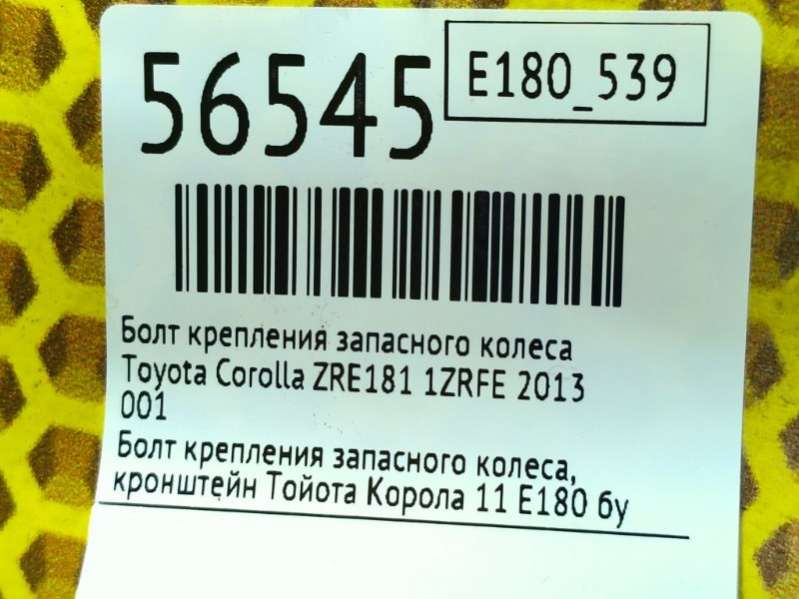 56545
E180_539
Болт крепления запасного колеса
Toyota Corolla ZRE181 1ZRFE 2013
001
Болт крепления запасного колеса,
кронштейн Тойота Корола 11 Е180 бу